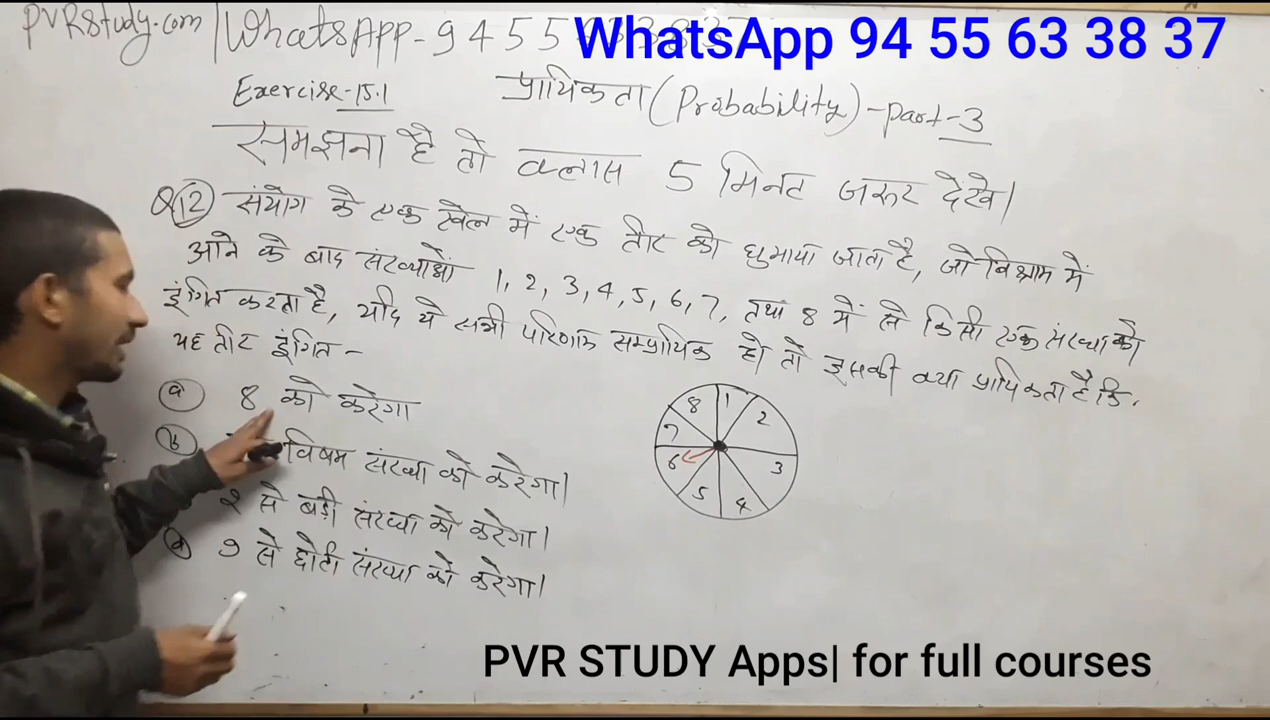 PVRStudy.com | WhatsApp - 9455
WhatsApp 94 55 63 38 37
Exercise-15.1 प्रायिकता (Probability) - Part-3
समझना है तो क्लास 5 मिनट जरूर देखें।
Q12 संयोग के एक खेल में एक तीर को घुमाया जाता है, जो विश्राम में
आने के बाद संख्याओं 1, 2, 3, 4, 5, 6, 7, तथा 8 में से किसी एक संख्या को
इंगित करता है, यदि ये सभी परिणाम समप्रायिक हो तो इसकी क्या प्रायिकता है कि
यह तीर इंगित -
(a) 8 को करेगा
(b) विषम संख्या को करेगा।
2 से बड़ी संख्या को करेगा।
(d) 9 से छोटी संख्या को करेगा।
8 1 2
7 3
6 5 4
PVR STUDY Apps| for full courses